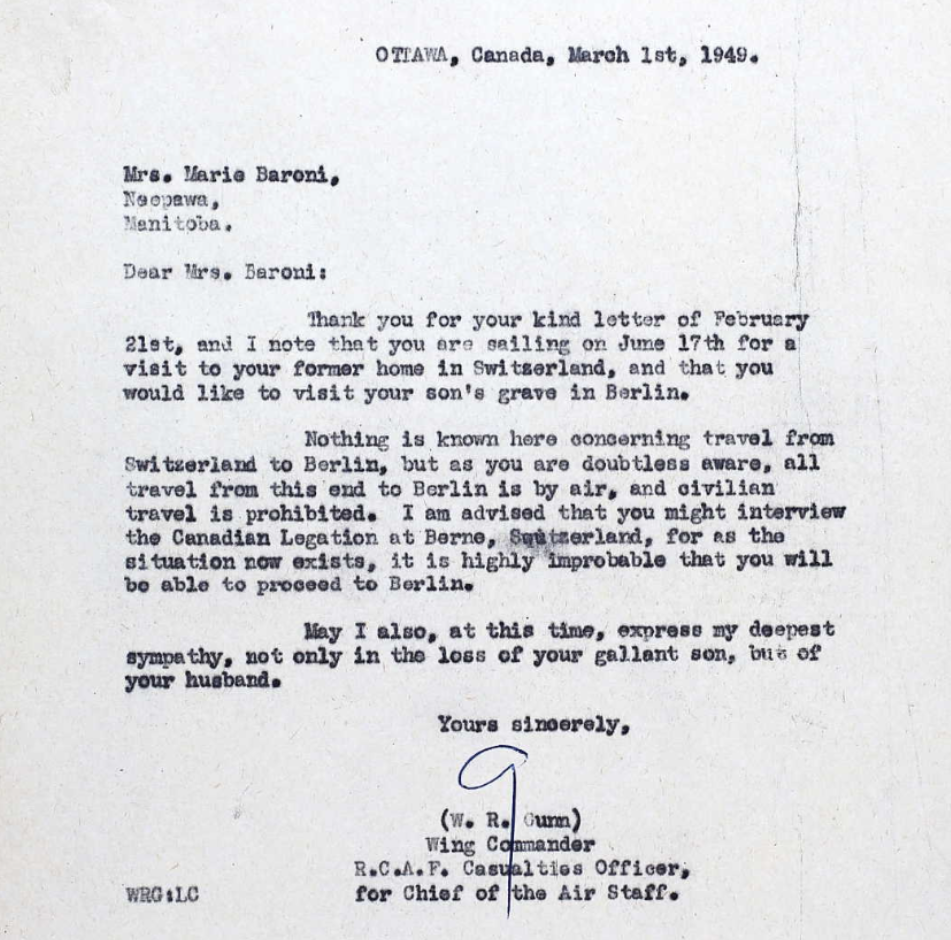 OTTAWA, Canada, March 1st, 1949.
Mrs. Marie Baroni,
Neepawa,
Manitoba.
Dear Mrs. Baroni:
Thank you for your kind letter of February
21st, and I note that you are sailing on June 17th for a
visit to your former home in Switzerland, and that you
would like to visit your son's grave in Berlin.
Nothing is known here concerning travel from
Switzerland to Berlin, but as you are doubtless aware, all
travel from this end to Berlin is by air, and civilian
travel is prohibited. I am advised that you might interview
the Canadian Legation at Berne, Switzerland, for as the
situation now exists, it is highly improbable that you will
be able to proceed to Berlin.
May I also, at this time, express my deepest
sympathy, not only in the loss of your gallant son, but of
your husband.
Yours sincerely,
(W. R. Gunn)
Wing Commander
R.C.A.F. Casualties Officer,
WRG:LC for Chief of the Air Staff.